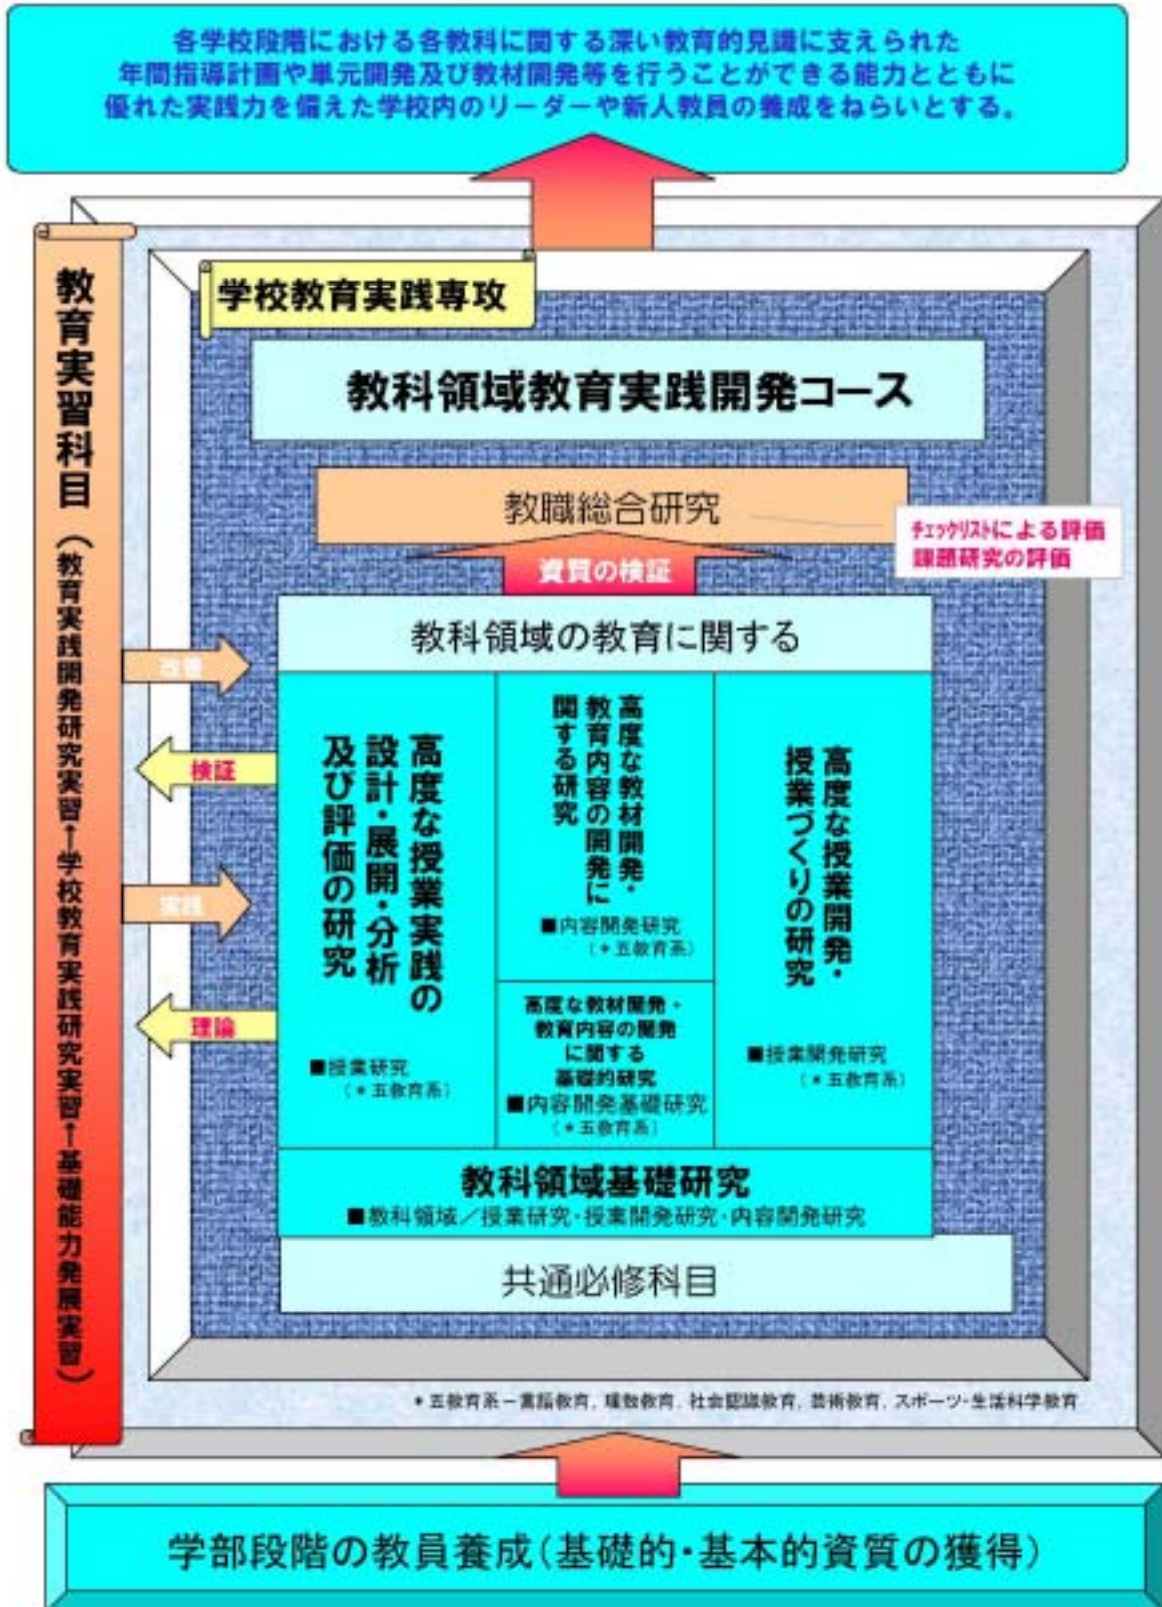 各学校段階における各教科に関する深い教育的見識に支えられた
年間指導計画や単元開発及び教材開発等を行うことができる能力とともに
優れた実践力を備えた学校内のリーダーや新人教員の養成をねらいとする。
学校教育実践専攻
教科領域教育実践開発コース
教職総合研究
チェックリストによる評価
課題研究の評価
資質の検証
教科領域の教育に関する
教育実習科目（教育実践開発研究実習←学校教育実践研究実習←基礎能力発展実習）
改善
検証
実践
理論
高度な授業実践の
設計・展開・分析
及び評価の研究
■授業研究
（＊五教育系）
高度な教材開発・
教育内容の開発に
関する研究
■内容開発研究
（＊五教育系）
高度な教材開発・
教育内容の開発
に関する
基礎的研究
■内容開発基礎研究
（＊五教育系）
高度な授業開発・
授業づくりの研究
■授業開発研究
（＊五教育系）
教科領域基礎研究
■教科領域／授業研究・授業開発研究・内容開発研究
共通必修科目
＊五教育系－言語教育，理数教育，社会認識教育，芸術教育，スポーツ・生活科学教育
学部段階の教員養成（基礎的・基本的資質の獲得）